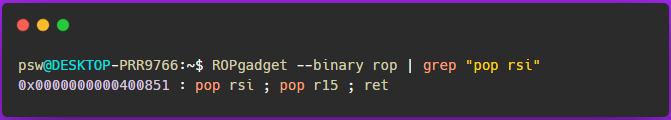 psw@DESKTOP-PRR9766:~$ ROPgadget --binary rop | grep "pop rsi"
0x0000000000400851 : pop rsi ; pop r15 ; ret